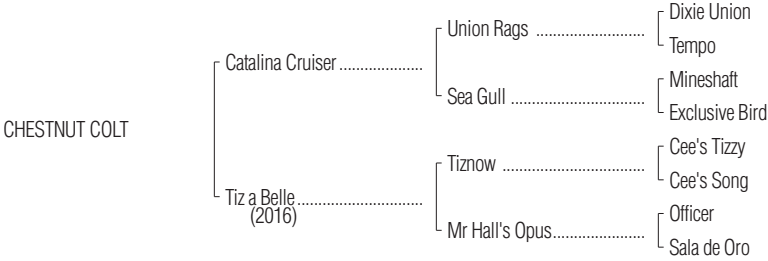 Dixie Union
Union Rags ..........................
Tempo
Catalina Cruiser ....................
Mineshaft
Sea Gull ................................
Exclusive Bird
CHESTNUT COLT
Cee's Tizzy
Tiznow ..................................
Cee's Song
Tiz a Belle ..............................
(2016)
Officer
Mr Hall's Opus......................
Sala de Oro